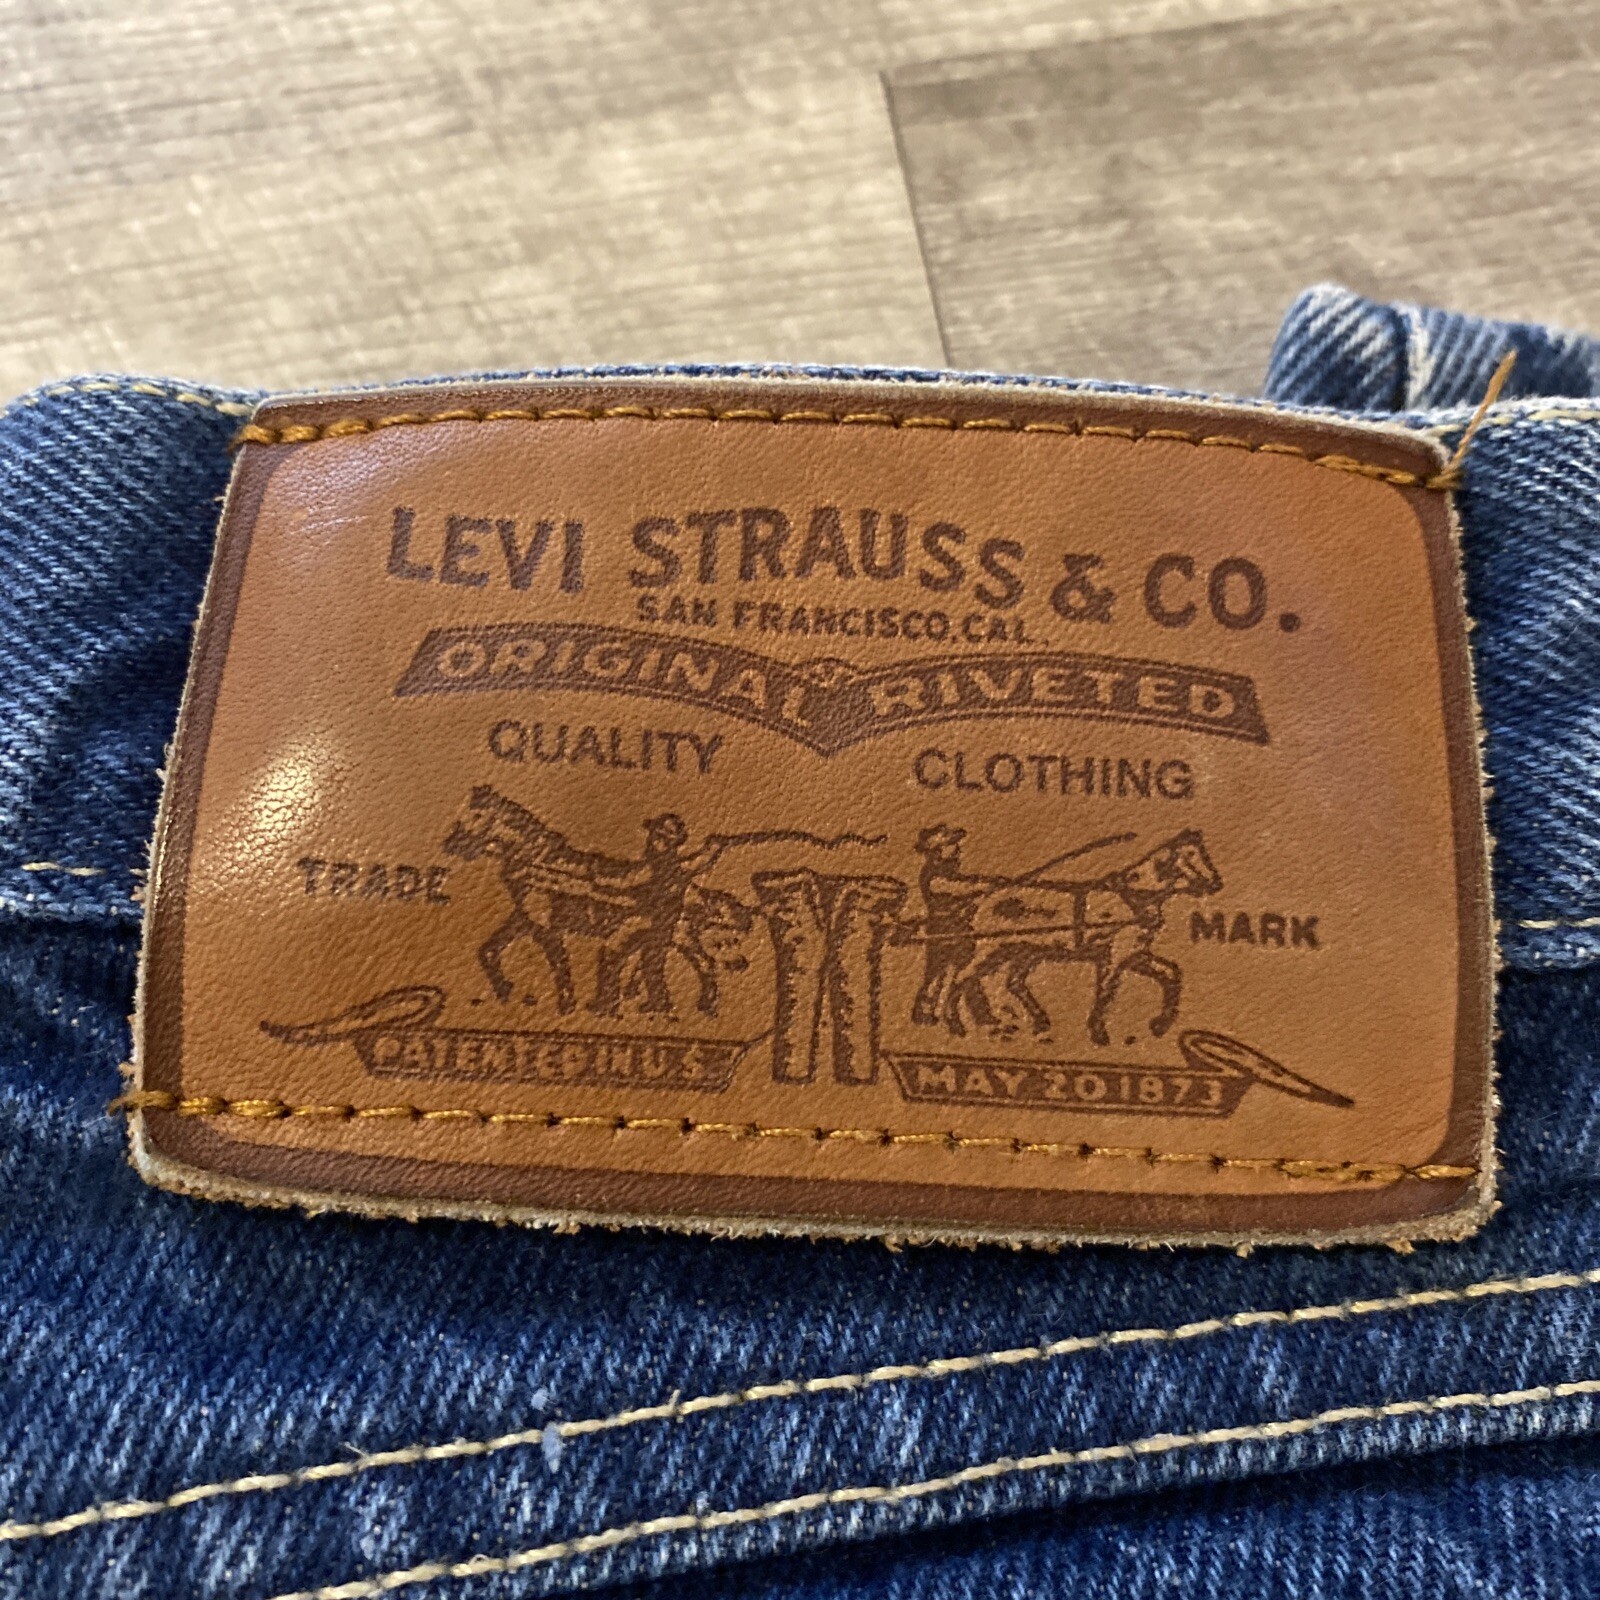 LEVI STRAUSS & CO.
SAN FRANCISCO, CAL.
ORIGINAL RIVETED
QUALITY CLOTHING
TRADE MARK
PATENTED IN U S MAY 20 1873